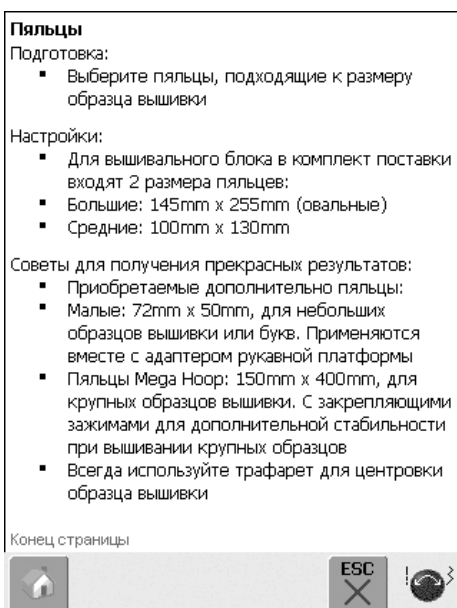 Пяльцы
Подготовка:
▪ Выберите пяльцы, подходящие к размеру
образца вышивки
Настройки:
▪ Для вышивального блока в комплект поставки
входят 2 размера пяльцев:
▪ Большие: 145mm x 255mm (овальные)
▪ Средние: 100mm x 130mm
Советы для получения прекрасных результатов:
▪ Приобретаемые дополнительно пяльцы:
▪ Малые: 72mm x 50mm, для небольших
образцов вышивки или букв. Применяются
вместе с адаптером рукавной платформы
▪ Пяльцы Mega Hoop: 150mm x 400mm, для
крупных образцов вышивки. С закрепляющими
зажимами для дополнительной стабильности
при вышивании крупных образцов
▪ Всегда используйте трафарет для центровки
образца вышивки
Конец страницы
ESC